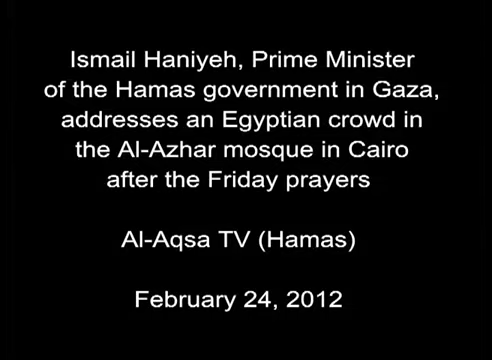 Ismail Haniyeh, Prime Minister
of the Hamas government in Gaza,
addresses an Egyptian crowd in
the Al-Azhar mosque in Cairo
after the Friday prayers
Al-Aqsa TV (Hamas)
February 24, 2012